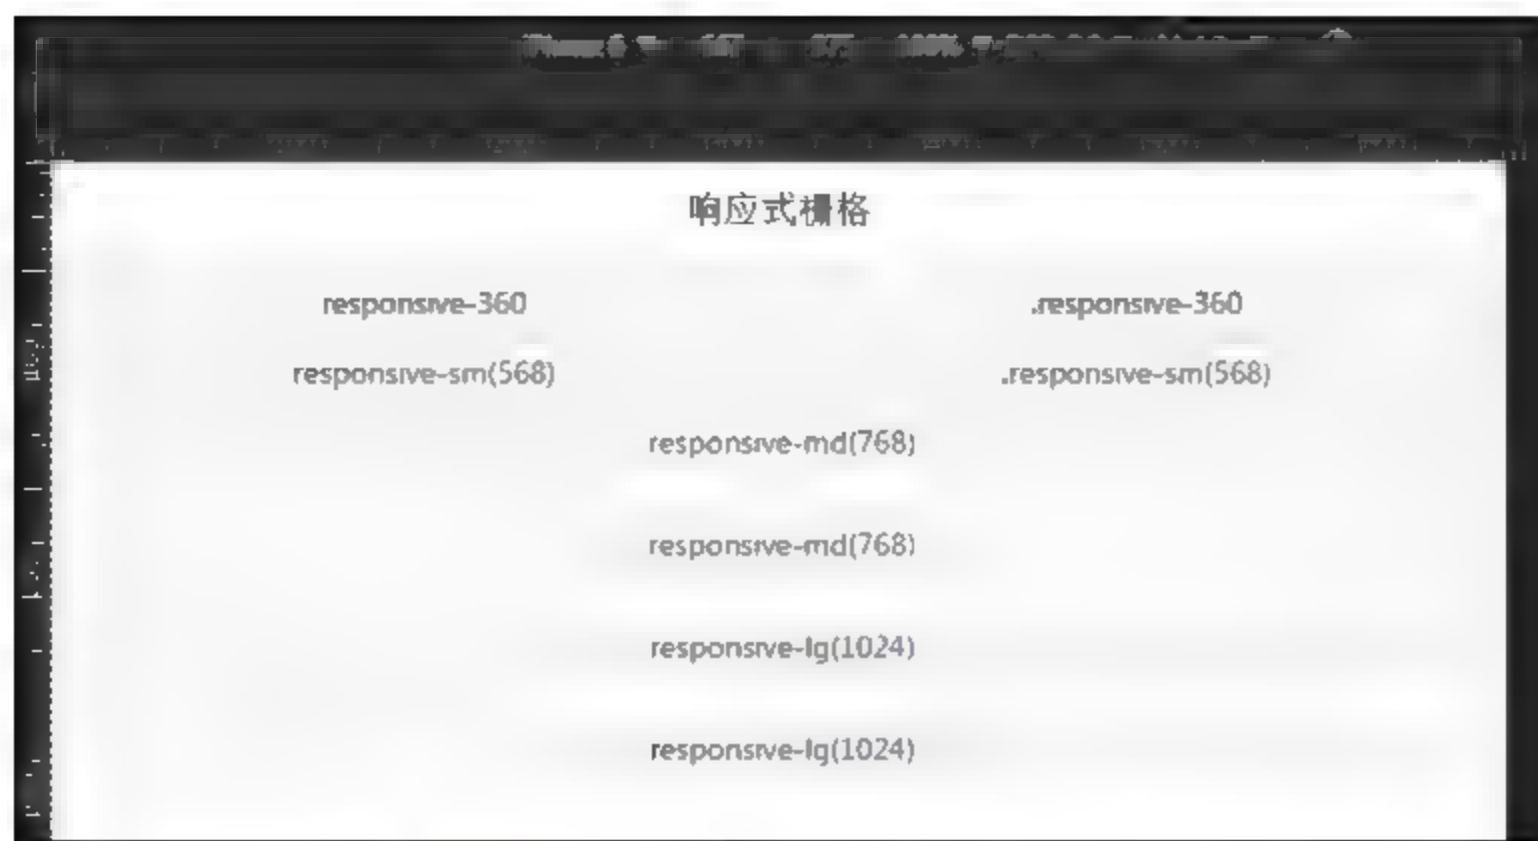 响应式栅格
responsive-360 .responsive-360
responsive-sm(568) .responsive-sm(568)
responsive-md(768)
responsive-md(768)
responsive-lg(1024)
responsive-lg(1024)